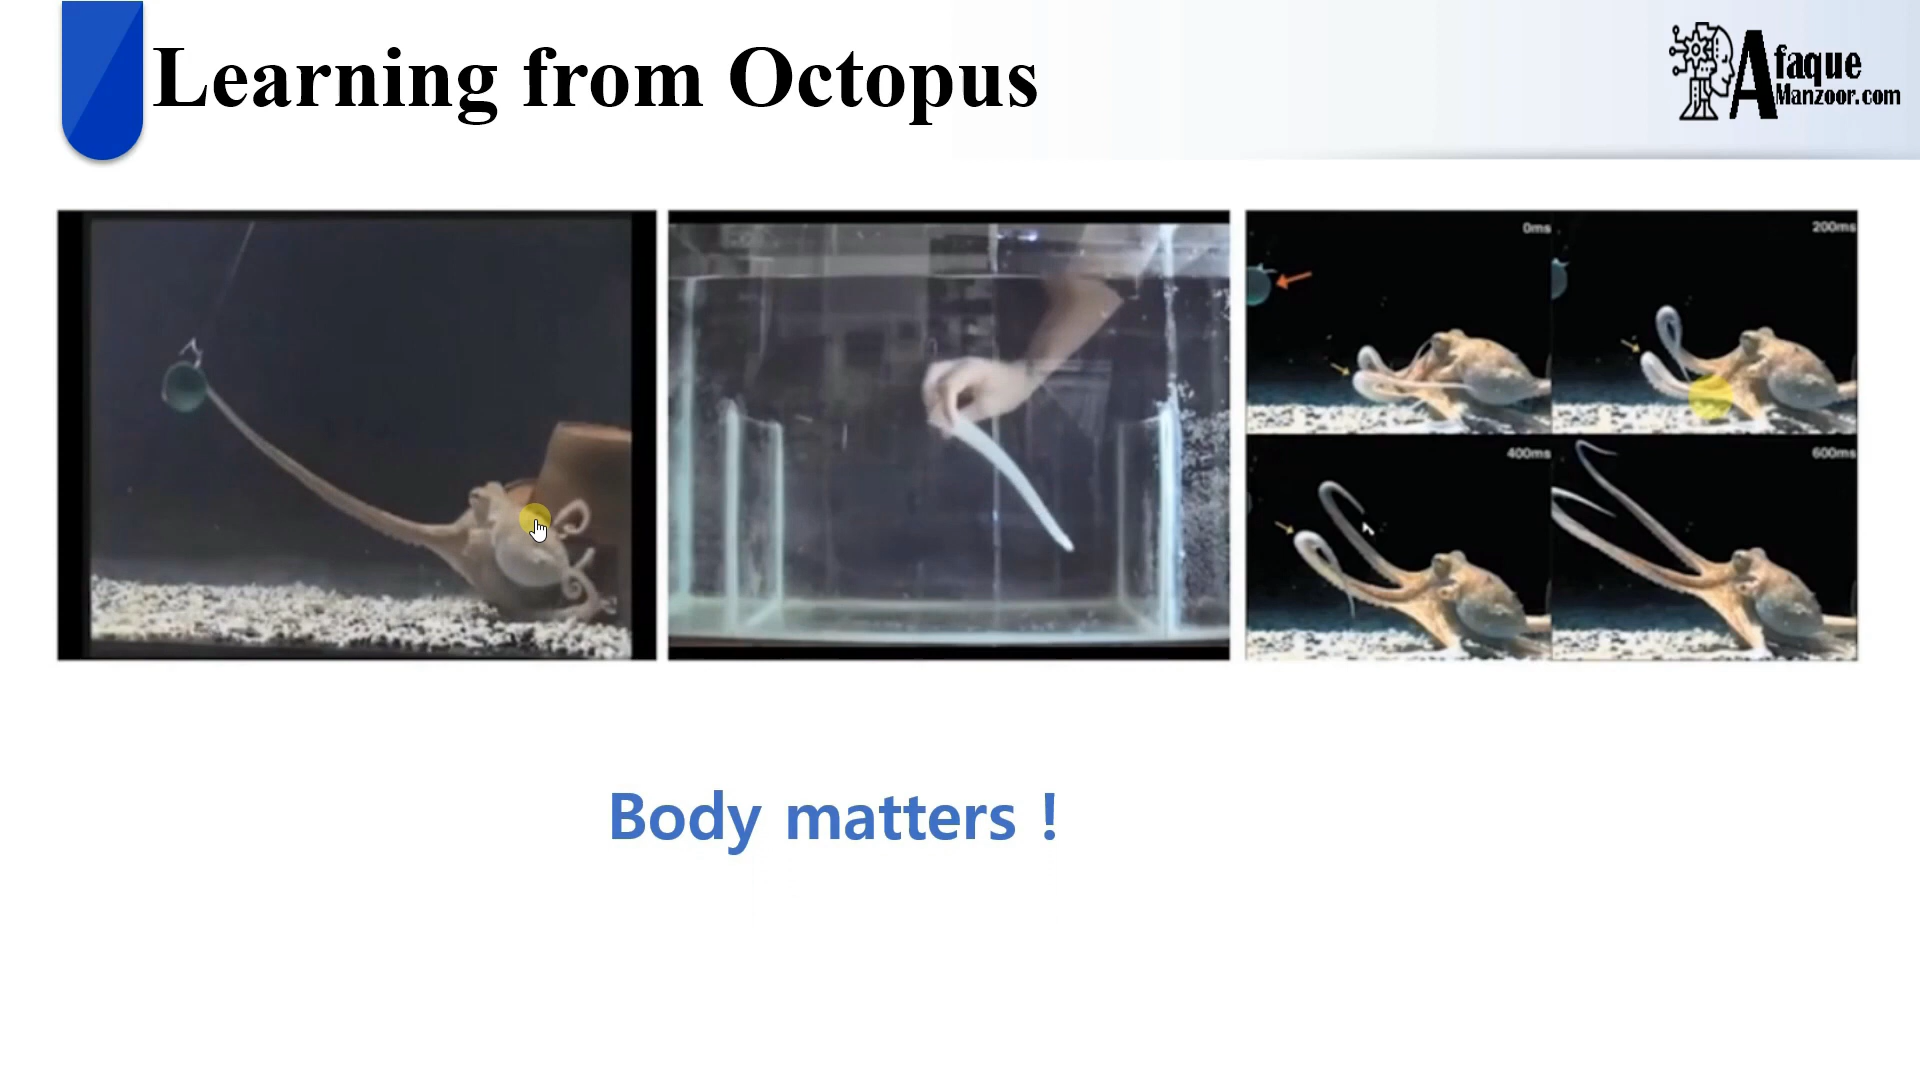 Learning from Octopus
Afaque
Manzoor.com
0ms
200ms
400ms
600ms
Body matters !